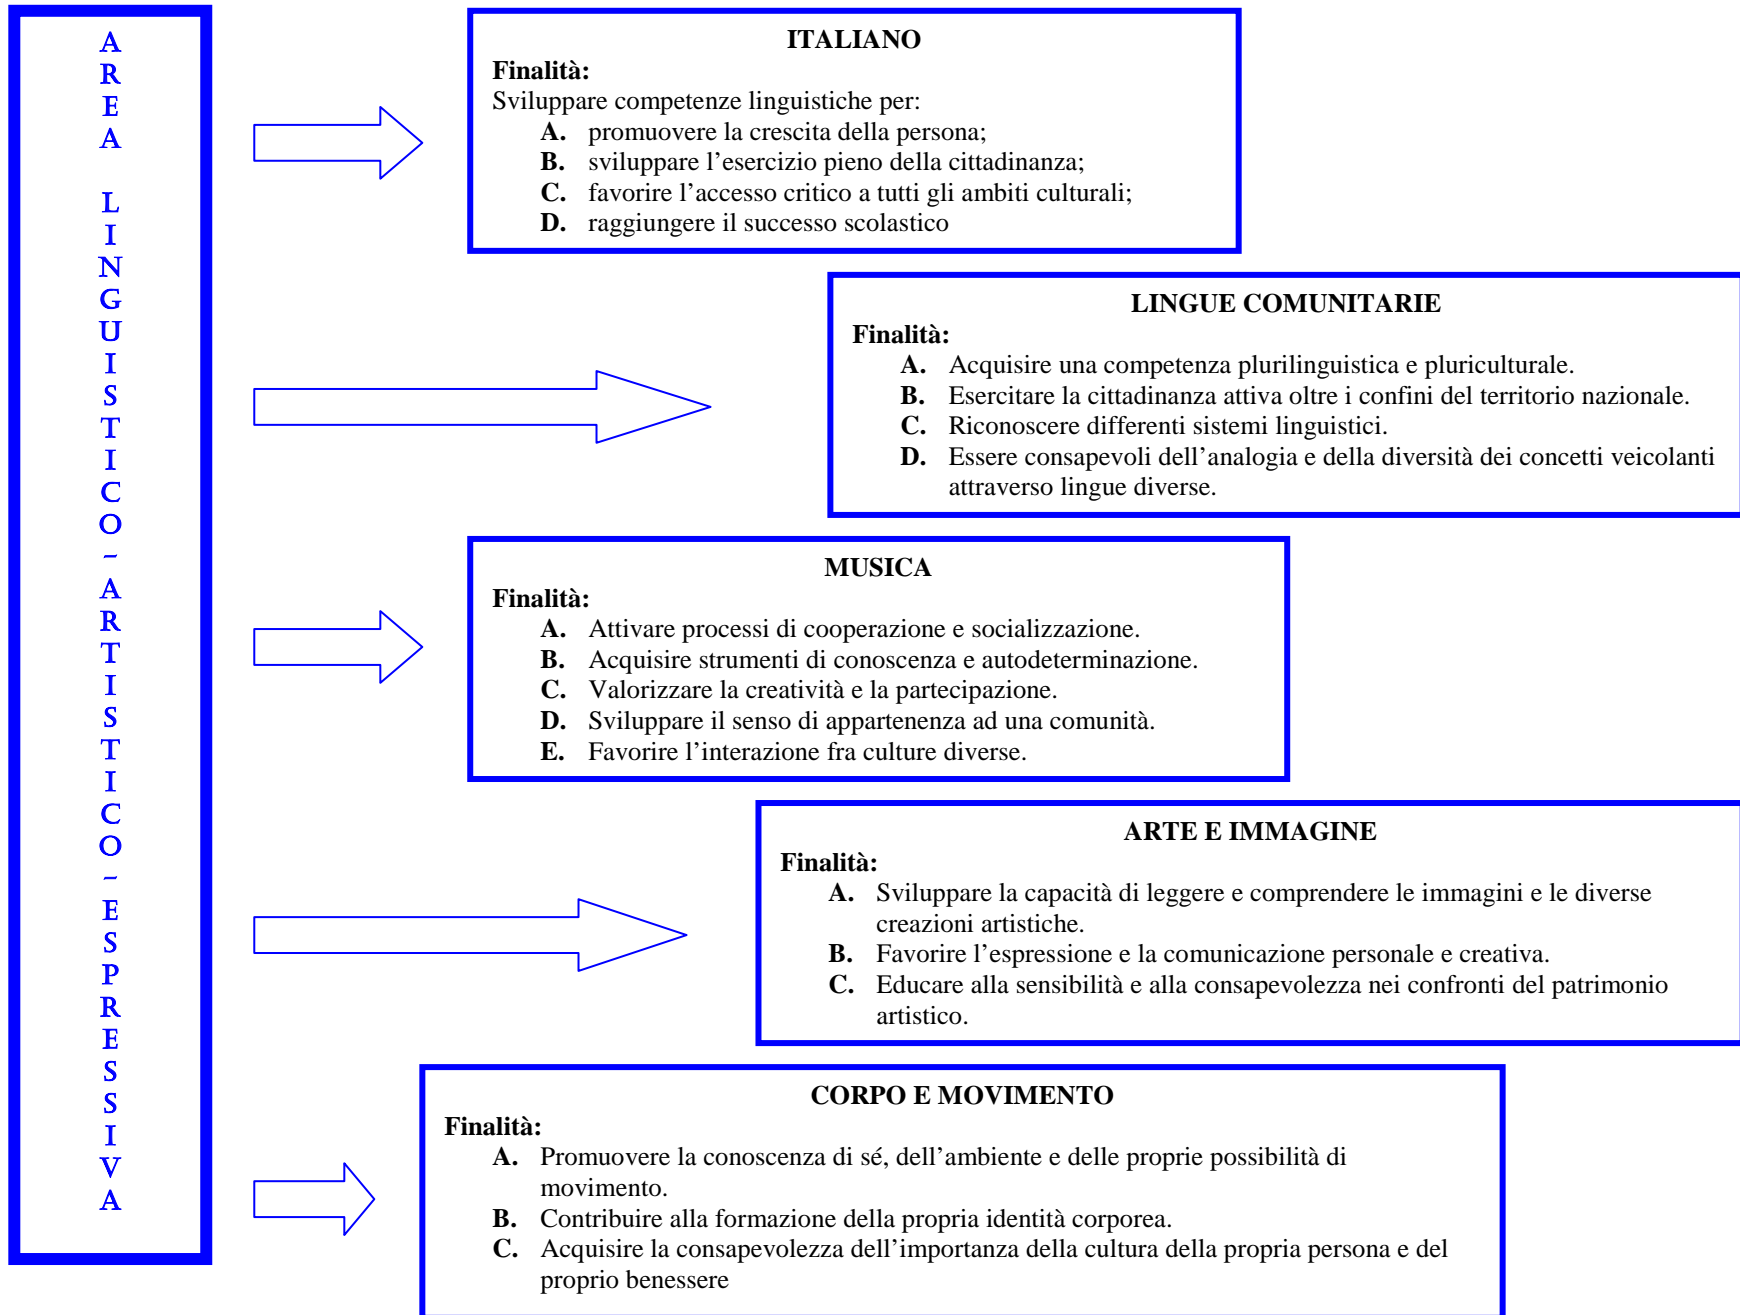 AREA LINGUISTICO-ARTISTICO-ESPRESSIVA
ITALIANO
Finalità:
Sviluppare competenze linguistiche per:
A. promuovere la crescita della persona;
B. sviluppare l’esercizio pieno della cittadinanza;
C. favorire l’accesso critico a tutti gli ambiti culturali;
D. raggiungere il successo scolastico
LINGUE COMUNITARIE
Finalità:
A. Acquisire una competenza plurilinguistica e pluriculturale.
B. Esercitare la cittadinanza attiva oltre i confini del territorio nazionale.
C. Riconoscere differenti sistemi linguistici.
D. Essere consapevoli dell’analogia e della diversità dei concetti veicolanti
attraverso lingue diverse.
MUSICA
Finalità:
A. Attivare processi di cooperazione e socializzazione.
B. Acquisire strumenti di conoscenza e autodeterminazione.
C. Valorizzare la creatività e la partecipazione.
D. Sviluppare il senso di appartenenza ad una comunità.
E. Favorire l’interazione fra culture diverse.
ARTE E IMMAGINE
Finalità:
A. Sviluppare la capacità di leggere e comprendere le immagini e le diverse
creazioni artistiche.
B. Favorire l’espressione e la comunicazione personale e creativa.
C. Educare alla sensibilità e alla consapevolezza nei confronti del patrimonio
artistico.
CORPO E MOVIMENTO
Finalità:
A. Promuovere la conoscenza di sé, dell’ambiente e delle proprie possibilità di
movimento.
B. Contribuire alla formazione della propria identità corporea.
C. Acquisire la consapevolezza dell’importanza della cultura della propria persona e del
proprio benessere